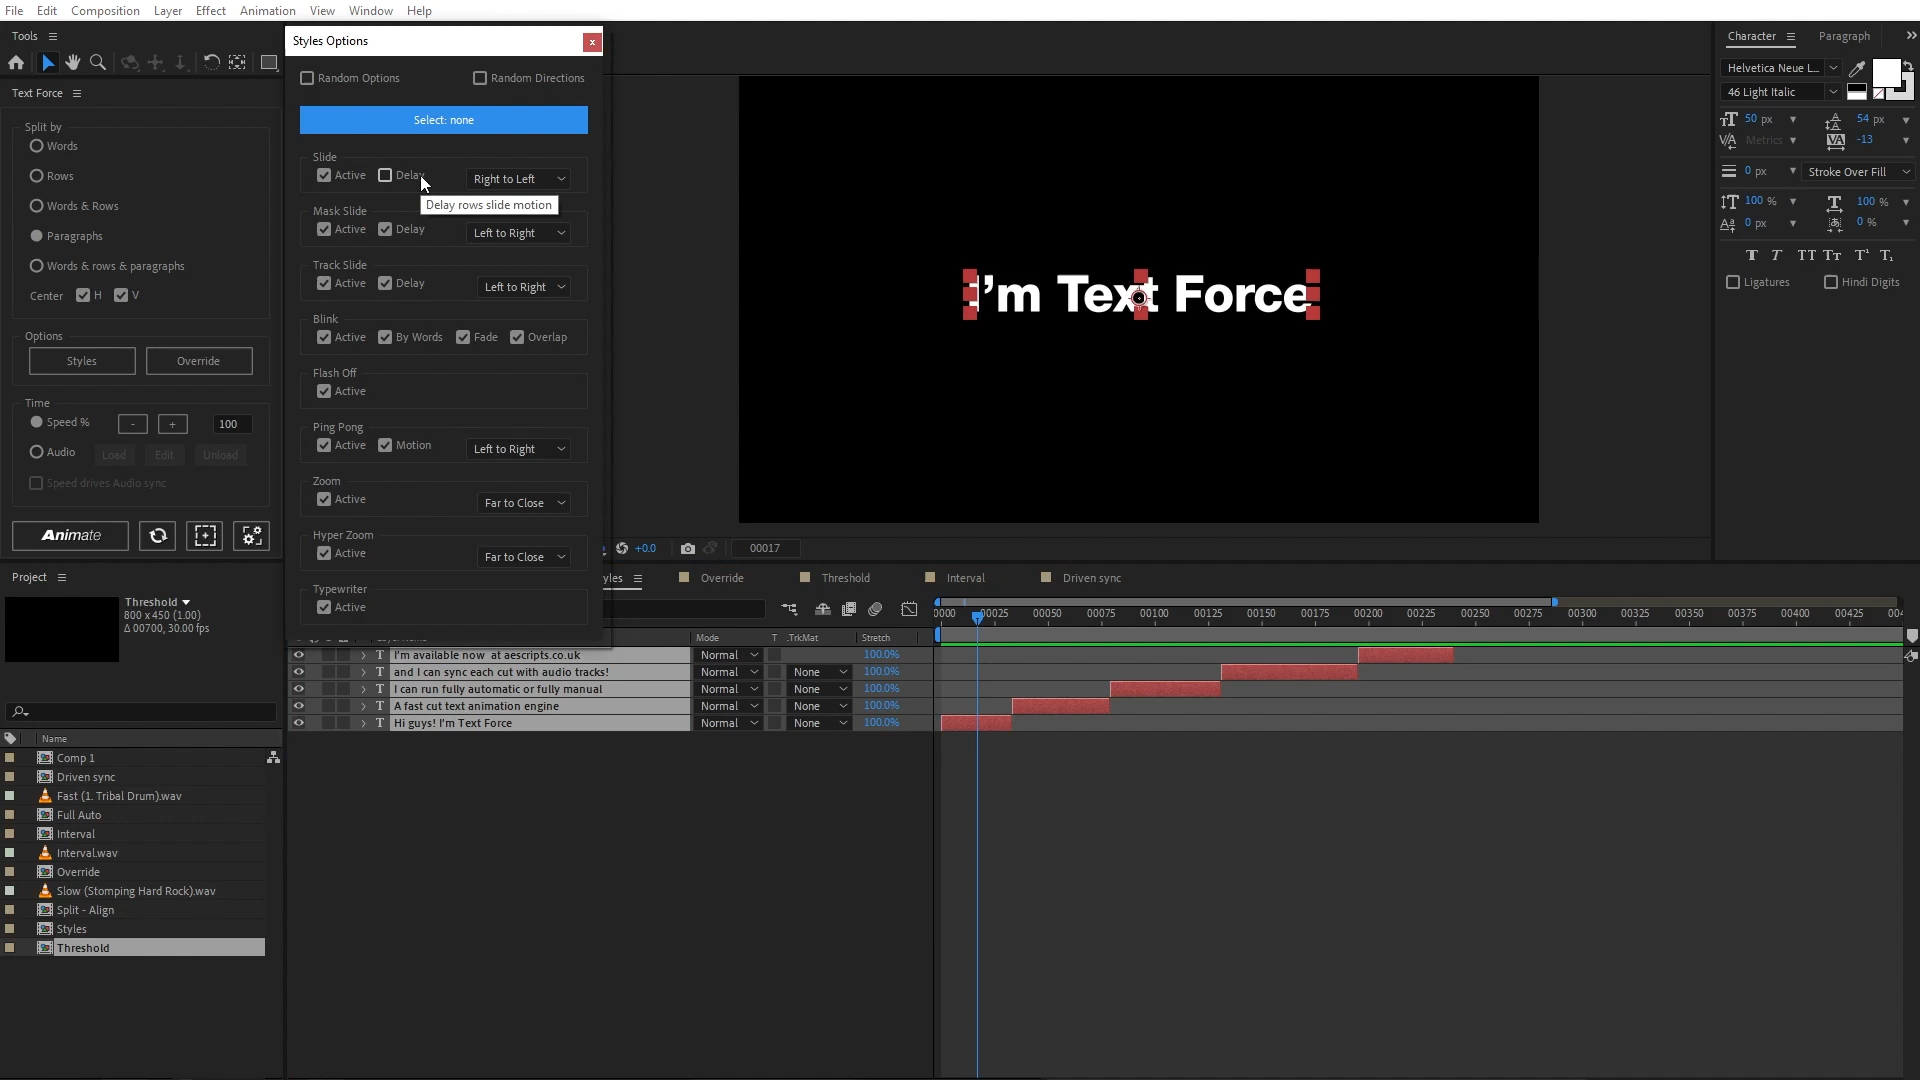 File Edit Composition Layer Effect Animation View Window Help
Tools
Styles Options
Character Paragraph
Random Options Random Directions
Helvetica Neue L...
46 Light Italic
Text Force
Select: none
50 px 54 px
Metrics -13
Split by
Words
Rows
Words & Rows
Paragraphs
Words & rows & paragraphs
Center H V
Slide
Active Delay Right to Left
Delay rows slide motion
Mask Slide
Active Delay Left to Right
Track Slide
Active Delay Left to Right
Blink
Active By Words Fade Overlap
Flash Off
Active
Ping Pong
Active Motion Left to Right
Zoom
Active Far to Close
Hyper Zoom
Active Far to Close
Typewriter
Active
0 px Stroke Over Fill
100 % 100 %
0 px 0 %
T T TT Tт T¹ T₁
Ligatures Hindi Digits
I'm Text Force
Options
Styles Override
Time
Speed % - + 100
Audio Load Edit Unload
Speed drives Audio sync
Animate
+0.0 00017
Project
Threshold
800 x 450 (1.00)
Δ 00700, 30.00 fps
yles Override Threshold Interval Driven sync
0000 00025 00050 00075 00100 00125 00150 00175 00200 00225 00250 00275 00300 00325 00350 00375 00400 00425 004
Mode T .TrkMat Stretch
T I'm available now at aescripts.co.uk Normal 100.0%
T and I can sync each cut with audio tracks! Normal None 100.0%
T I can run fully automatic or fully manual Normal None 100.0%
T A fast cut text animation engine Normal None 100.0%
T Hi guys! I'm Text Force Normal None 100.0%
Name
Comp 1
Driven sync
Fast (1. Tribal Drum).wav
Full Auto
Interval
Interval.wav
Override
Slow (Stomping Hard Rock).wav
Split - Align
Styles
Threshold